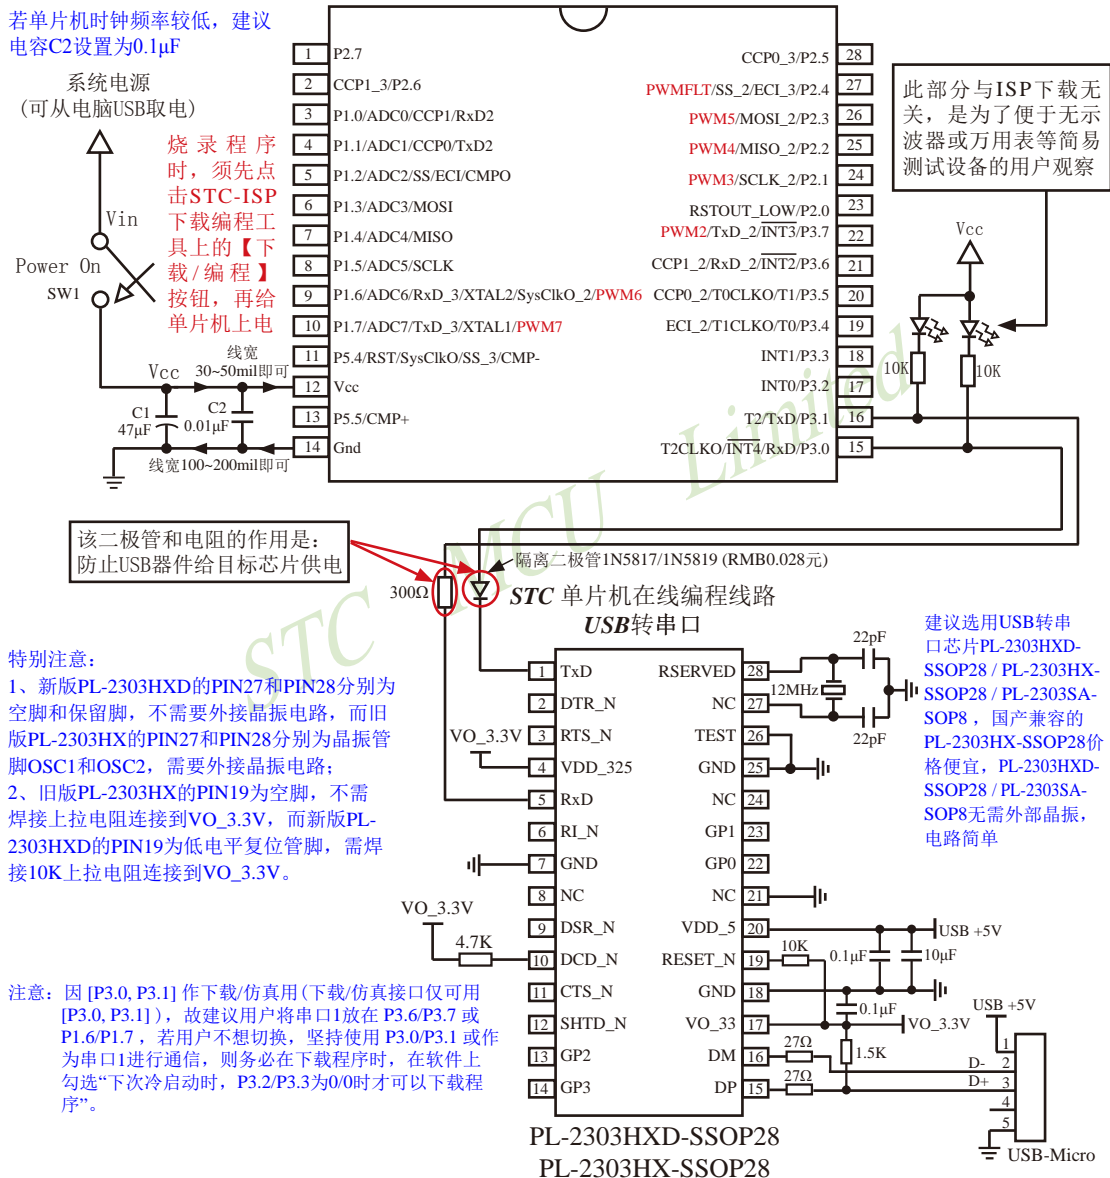 若单片机时钟频率较低，建议
电容C2设置为0.1μF
系统电源
(可从电脑USB取电)
烧录程序
时，须先点
击STC-ISP
下载编程工
具上的【下
载/编程】
按钮，再给
单片机上电
Vin
Power On
SW1
Vcc
线宽
30~50mil即可
C1
47μF
C2
0.01μF
线宽100~200mil即可
1 P2.7
2 CCP1_3/P2.6
3 P1.0/ADC0/CCP1/RxD2
4 P1.1/ADC1/CCP0/TxD2
5 P1.2/ADC2/SS/ECI/CMPO
6 P1.3/ADC3/MOSI
7 P1.4/ADC4/MISO
8 P1.5/ADC5/SCLK
9 P1.6/ADC6/RxD_3/XTAL2/SysClkO_2/PWM6
10 P1.7/ADC7/TxD_3/XTAL1/PWM7
11 P5.4/RST/SysClkO/SS_3/CMP-
12 Vcc
13 P5.5/CMP+
14 Gnd
CCP0_3/P2.5 28
PWMFLT/SS_2/ECI_3/P2.4 27
PWM5/MOSI_2/P2.3 26
PWM4/MISO_2/P2.2 25
PWM3/SCLK_2/P2.1 24
RSTOUT_LOW/P2.0 23
PWM2/TxD_2/INT3/P3.7 22
CCP1_2/RxD_2/INT2/P3.6 21
CCP0_2/T0CLKO/T1/P3.5 20
ECI_2/T1CLKO/T0/P3.4 19
INT1/P3.3 18
INT0/P3.2 17
T2/TxD/P3.1 16
T2CLKO/INT4/RxD/P3.0 15
此部分与ISP下载无
关，是为了便于无示
波器或万用表等简易
测试设备的用户观察
Vcc
10K
10K
STC MCU Limited
该二极管和电阻的作用是：
防止USB器件给目标芯片供电
300Ω
隔离二极管1N5817/1N5819 (RMB0.028元)
STC 单片机在线编程线路
USB转串口
特别注意：
1、新版PL-2303HXD的PIN27和PIN28分别为
空脚和保留脚，不需要外接晶振电路，而旧
版PL-2303HX的PIN27和PIN28分别为晶振管
脚OSC1和OSC2，需要外接晶振电路；
2、旧版PL-2303HX的PIN19为空脚，不需
焊接上拉电阻连接到VO_3.3V，而新版PL-
2303HXD的PIN19为低电平复位管脚，需焊
接10K上拉电阻连接到VO_3.3V。
VO_3.3V
VO_3.3V
4.7K
1 TxD
2 DTR_N
3 RTS_N
4 VDD_325
5 RxD
6 RI_N
7 GND
8 NC
9 DSR_N
10 DCD_N
11 CTS_N
12 SHTD_N
13 GP2
14 GP3
RSERVED 28
NC 27
TEST 26
GND 25
NC 24
GP1 23
GP0 22
NC 21
VDD_5 20
RESET_N 19
GND 18
VO_33 17
DM 16
DP 15
22pF
12MHz
22pF
建议选用USB转串
口芯片PL-2303HXD-
SSOP28 / PL-2303HX-
SSOP28 / PL-2303SA-
SOP8 ，国产兼容的
PL-2303HX-SSOP28价
格便宜，PL-2303HXD-
SSOP28 / PL-2303SA-
SOP8无需外部晶振，
电路简单
USB +5V
10K
0.1μF
10μF
0.1μF
VO_3.3V
27Ω
1.5K
27Ω
USB +5V
D-
D+
1
2
3
4
5
USB-Micro
注意：因 [P3.0, P3.1] 作下载/仿真用(下载/仿真接口仅可用
[P3.0, P3.1] )，故建议用户将串口1放在 P3.6/P3.7 或
P1.6/P1.7 ，若用户不想切换，坚持使用 P3.0/P3.1 或作
为串口1进行通信，则务必在下载程序时，在软件上
勾选“下次冷启动时，P3.2/P3.3为0/0时才可以下载程
序”。
PL-2303HXD-SSOP28
PL-2303HX-SSOP28